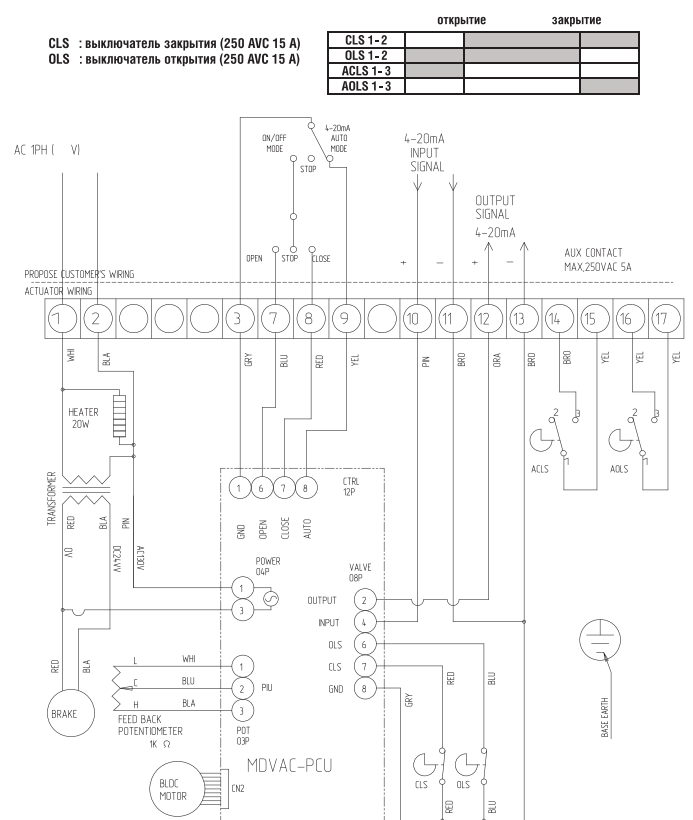 открытие закрытие
CLS : выключатель закрытия (250 AVC 15 A)
OLS : выключатель открытия (250 AVC 15 A)
CLS 1-2
OLS 1-2
ACLS 1-3
AOLS 1-3
AC 1PH ( V)
ON/OFF
MODE
STOP
4-20mA
AUTO
MODE
OPEN
STOP
CLOSE
4-20mA
INPUT
SIGNAL
OUTPUT
SIGNAL
4-20mA
+ - + -
AUX CONTACT
MAX,250VAC 5A
PROPOSE CUSTOMER'S WIRING
ACTUATOR WIRING
1 2 3 7 8 9 10 11 12 13 14 15 16 17
WHI BLA GRY BLU RED YEL PIN BRO ORA BRO BRO YEL YEL YEL
HEATER
20W
2 3
1
ACLS
2 3
1
AOLS
TRANSFORMER
RED BLA PIN
0V DC24VV AC130V
1 6 7 8
CTRL
12P
GND OPEN CLOSE AUTO
POWER
04P
1
3
VALVE
08P
OUTPUT 2
INPUT 4
OLS 6
CLS 7
GND 8
RED BLA
BRAKE
L WHI 1
C BLU 2 PIU
H BLA 3
FEED BACK
POTENTIOMETER
1K Ω
POT
03P
GRY RED BLU
BASE EARTH
MDVAC-PCU
BLDC
MOTOR
CN2
CLS OLS
RED BLU